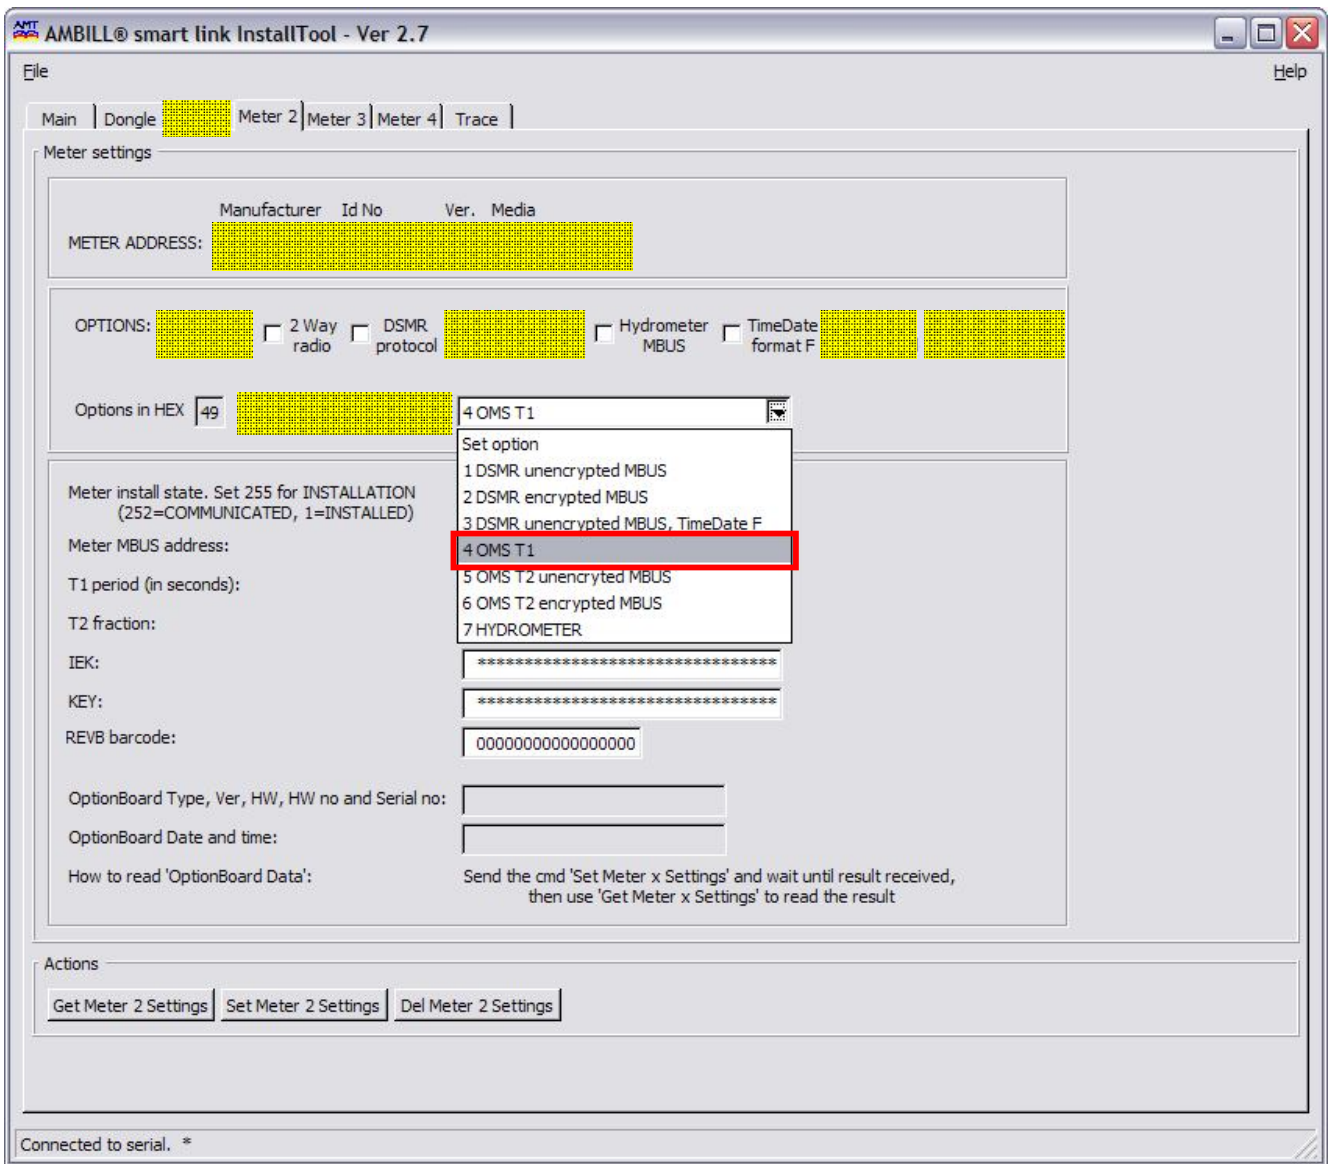 AMT
AMBILL® smart link InstallTool - Ver 2.7
File Help
Main Dongle Meter 2 Meter 3 Meter 4 Trace
Meter settings
Manufacturer Id No Ver. Media
METER ADDRESS:
OPTIONS: 2 Way radio DSMR protocol Hydrometer MBUS TimeDate format F
Options in HEX 49 4 OMS T1
Set option
1 DSMR unencrypted MBUS
2 DSMR encrypted MBUS
3 DSMR unencrypted MBUS, TimeDate F
4 OMS T1
5 OMS T2 unencryted MBUS
6 OMS T2 encrypted MBUS
7 HYDROMETER
Meter install state. Set 255 for INSTALLATION
(252=COMMUNICATED, 1=INSTALLED)
Meter MBUS address:
T1 period (in seconds):
T2 fraction:
IEK: ********************************
KEY: ********************************
REVB barcode: 00000000000000000
OptionBoard Type, Ver, HW, HW no and Serial no:
OptionBoard Date and time:
How to read 'OptionBoard Data': Send the cmd 'Set Meter x Settings' and wait until result received,
then use 'Get Meter x Settings' to read the result
Actions
Get Meter 2 Settings Set Meter 2 Settings Del Meter 2 Settings
Connected to serial. *